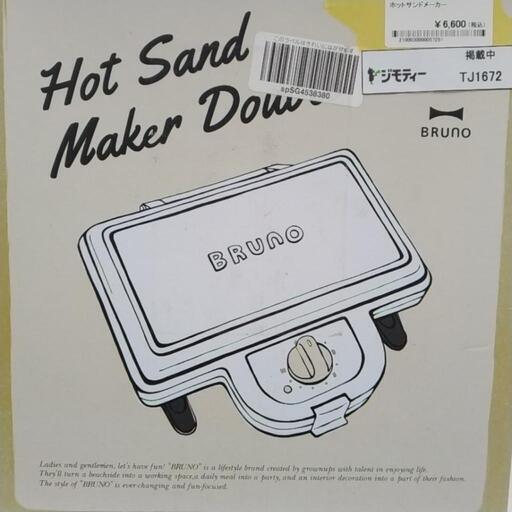 ホットサンドメーカー
¥6,600(税込)
掲載中
ジモティー
TJ1672
spSG4538380
Hot Sand
Maker Dou
BRUNO
BRUNO
Ladies and gentlemen, let's have fun! "BRUNO" is a lifestyle brand created by grownups with talent in enjoying life.
They'll turn a beachside into a working space,a daily meal into a party, and an interior decoration into a part of their fashion.
The style of "BRUNO" is ever-changing and fun-focused.